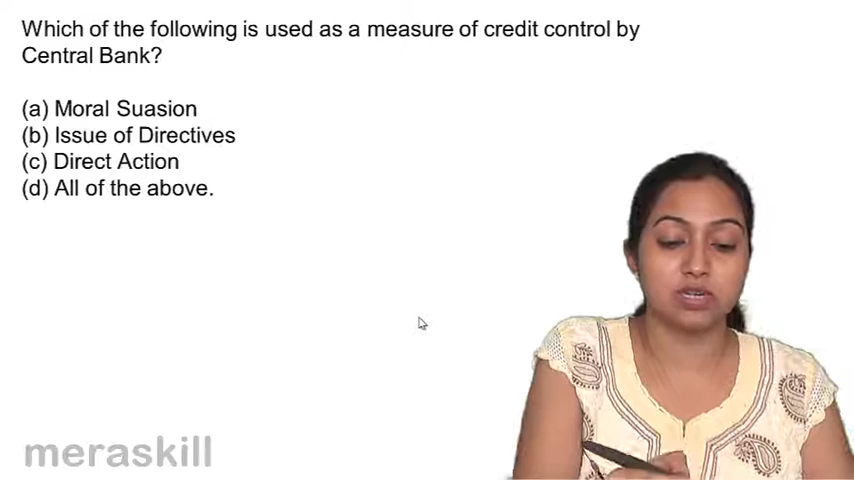 Which of the following is used as a measure of credit control by
Central Bank?
(a) Moral Suasion
(b) Issue of Directives
(c) Direct Action
(d) All of the above.
meraskill